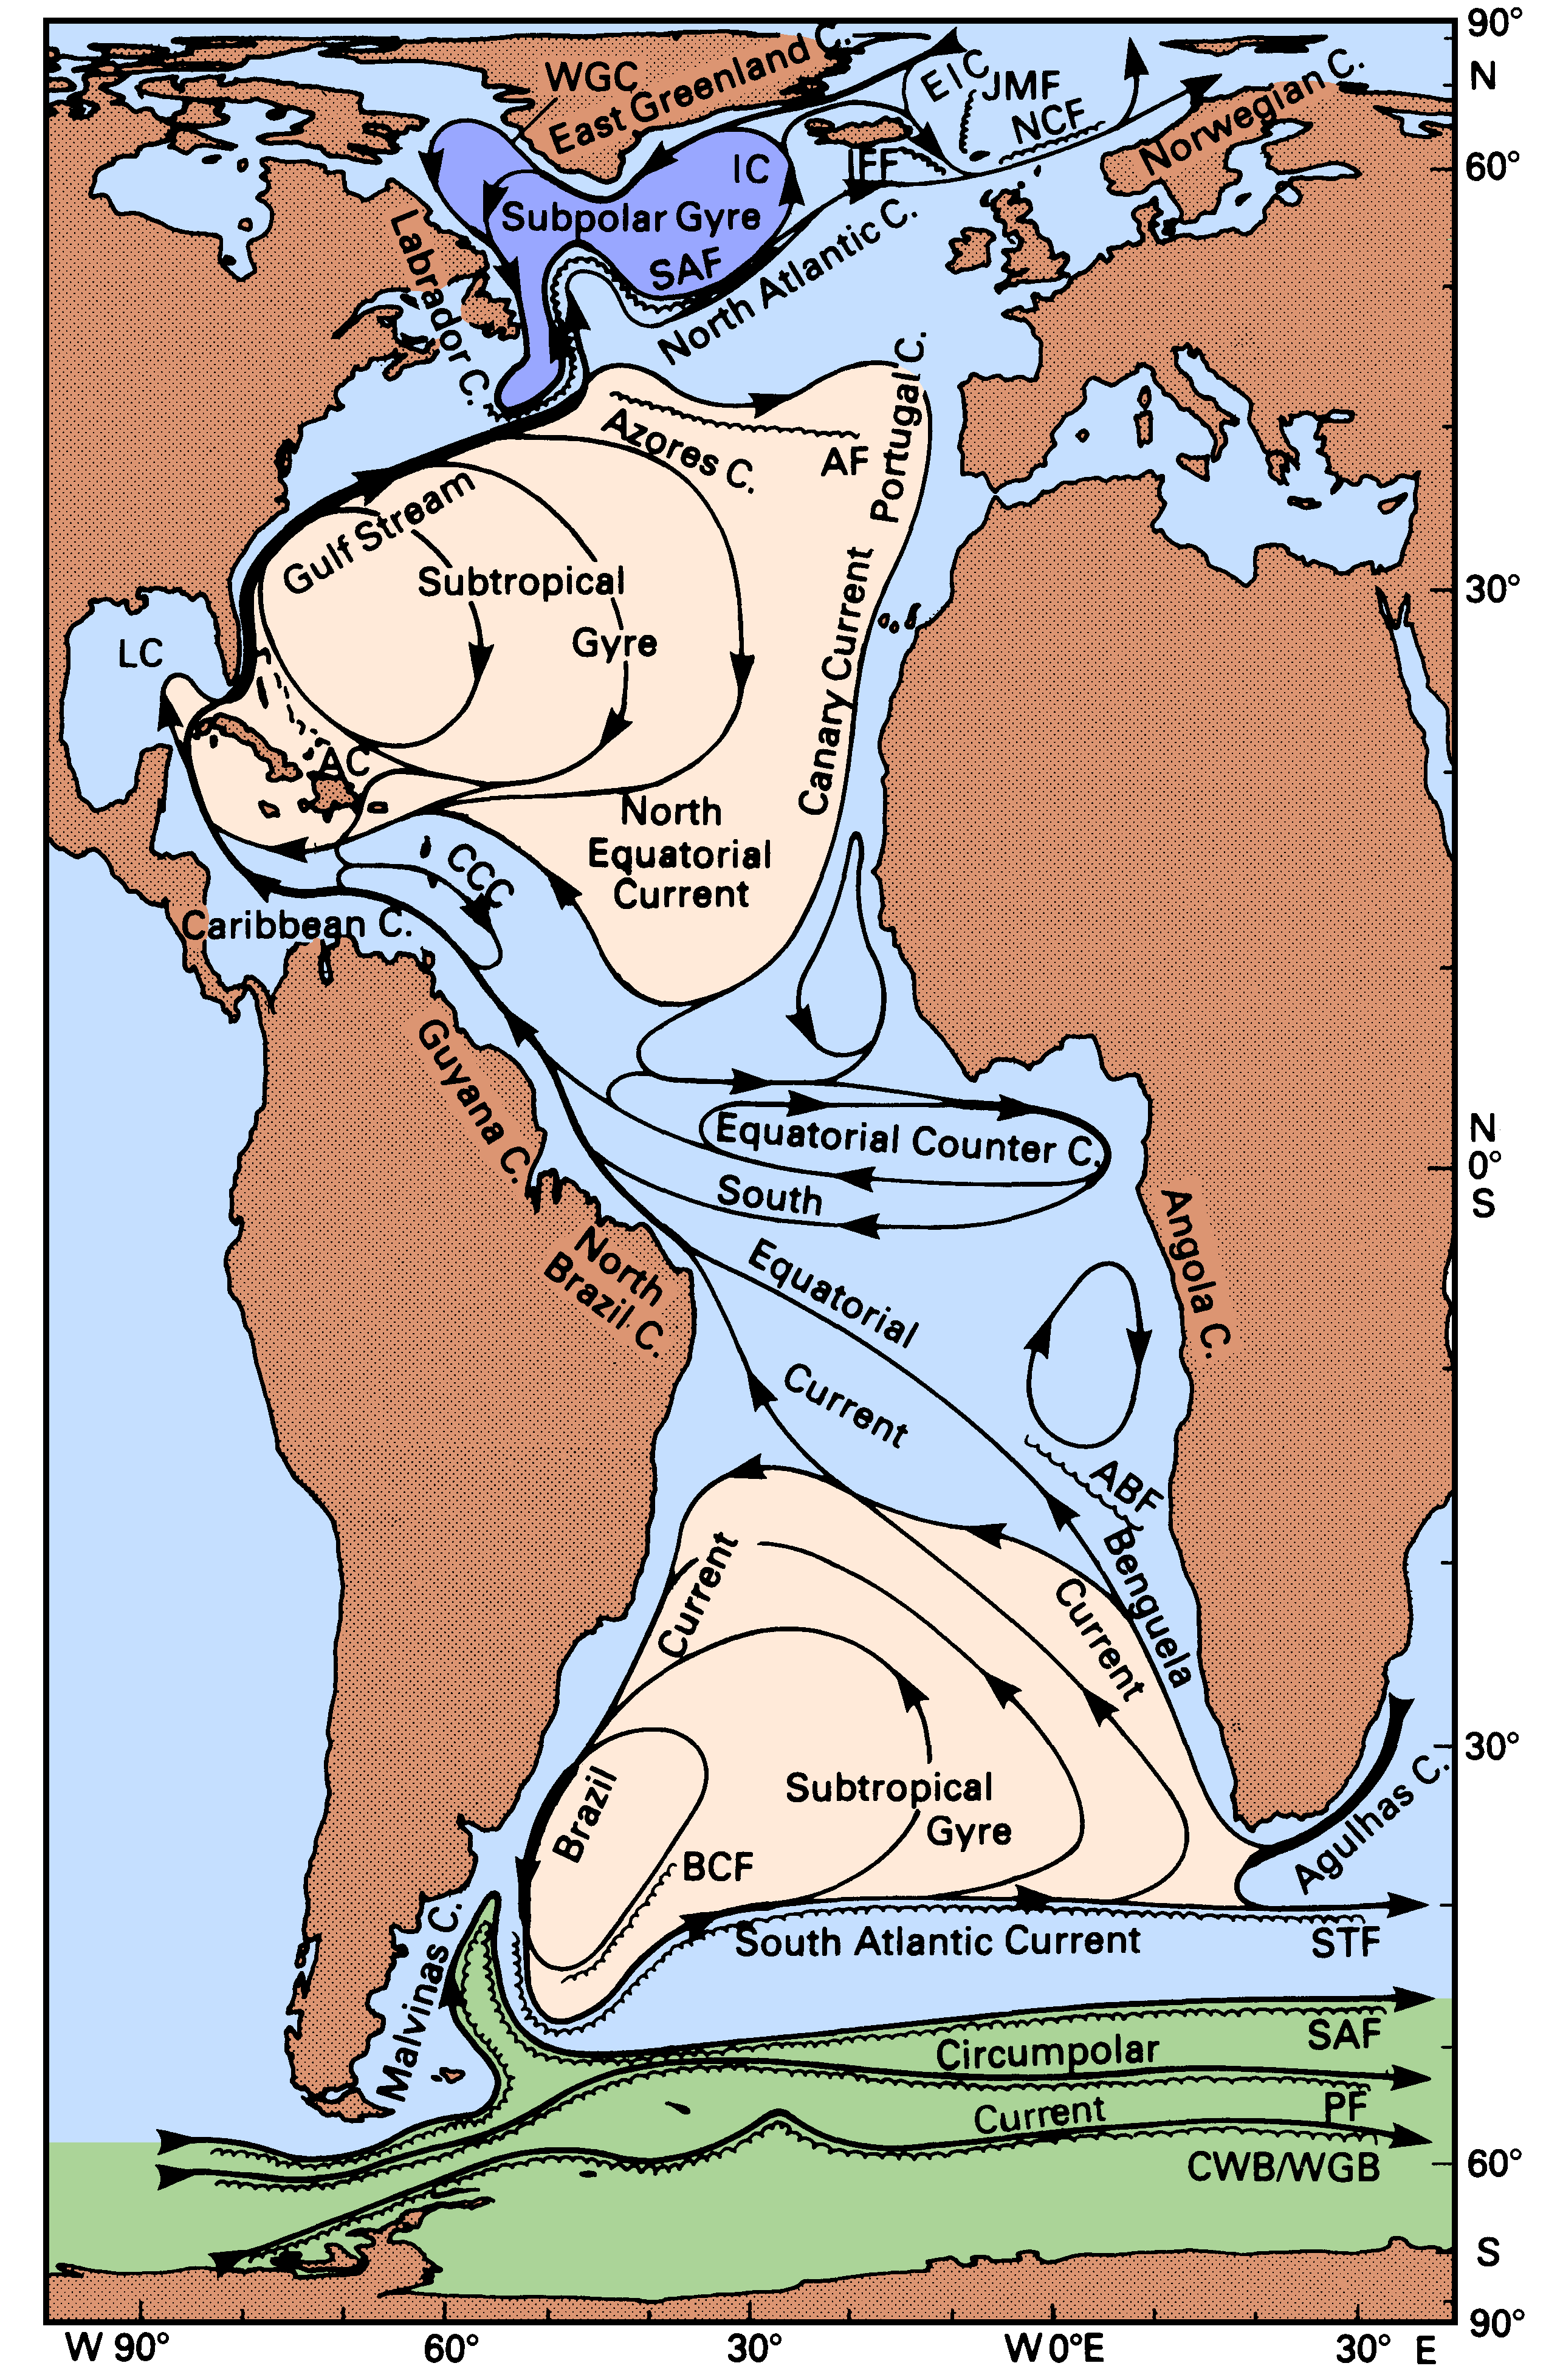 90°
N
WGC
East Greenland C.
EIC
JMF
NCF
Norwegian C.
60°
IC
IFF
Subpolar Gyre
SAF
North Atlantic C.
Labrador C.
Portugal C.
Azores C.
AF
Gulf Stream
Subtropical
Gyre
30°
LC
Canary Current
AC
North
Equatorial
Current
CCC
Caribbean C.
Guyana C.
Equatorial Counter C.
N
0°
S
South
Equatorial
Current
North
Brazil C.
Angola C.
ABF
Benguela
Current
Current
Brazil
30°
Subtropical
Gyre
BCF
Agulhas C.
South Atlantic Current
STF
Malvinas C.
SAF
Circumpolar
Current
PF
CWB/WGB
60°
S
90°
W 90°
60°
30°
W 0°E
30° E